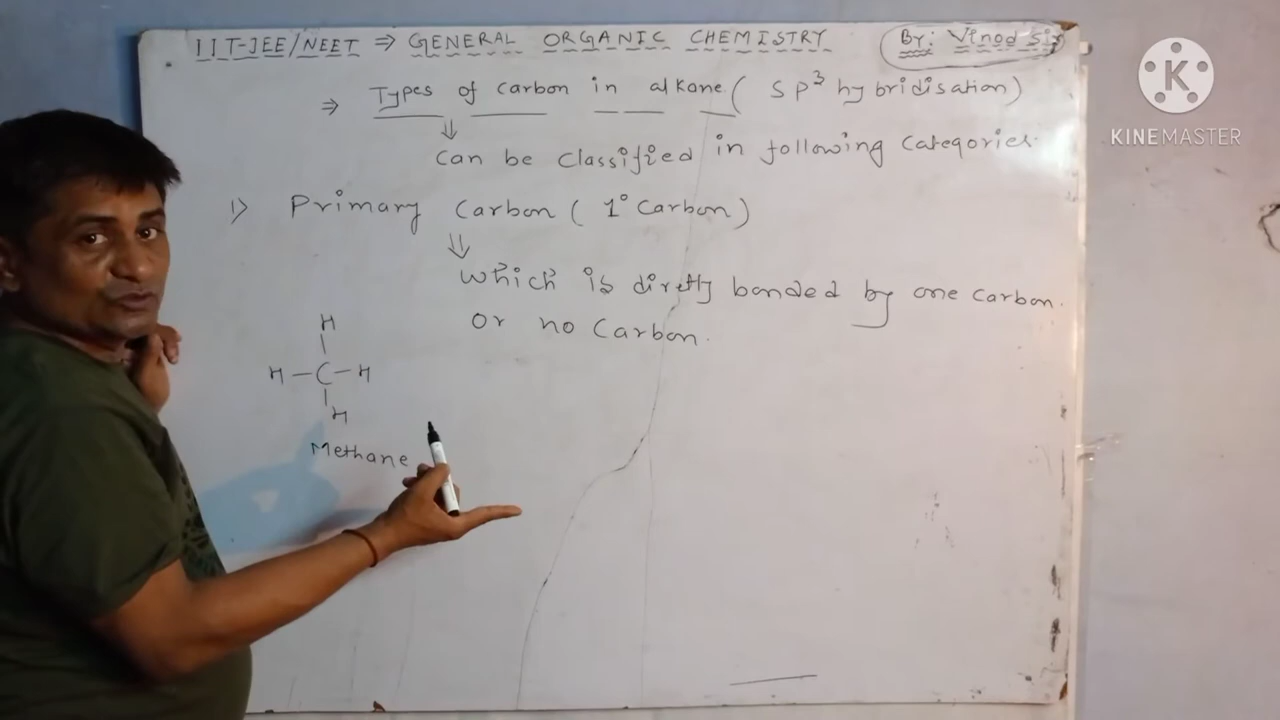 IIT-JEE/NEET ⇒ GENERAL ORGANIC CHEMISTRY By: Vinod Sir
⇒ Types of carbon in alkane ( SP³ hybridisation)
can be classified in following categories.
1) Primary Carbon ( 1° Carbon)
which is dirctly bonded by one carbon.
or no Carbon.
H
H – C – H
H
Methane
K
KINEMASTER